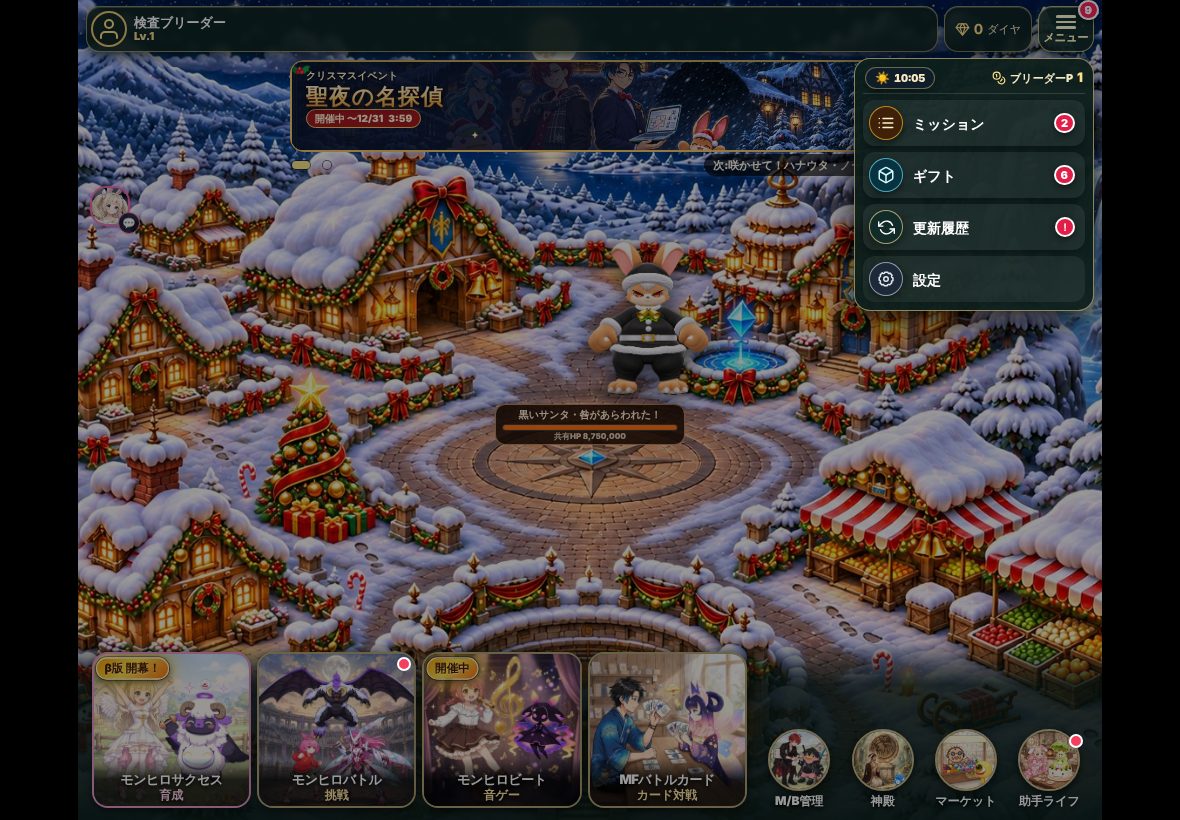 検査ブリーダー
Lv.1
0 ダイヤ
9
メニュー
クリスマスイベント
聖夜の名探偵
開催中 〜12/31 3:59
次:咲かせて！ハナウタ・ノー
10:05
ブリーダーP 1
ミッション
2
ギフト
6
更新履歴
!
設定
黒いサンタ・咎があらわれた！
共有HP 8,750,000
β版 開幕！
モンヒロサクセス
育成
モンヒロバトル
挑戦
開催中
モンヒロビート
音ゲー
MFバトルカード
カード対戦
M/B管理
神殿
マーケット
助手ライフ